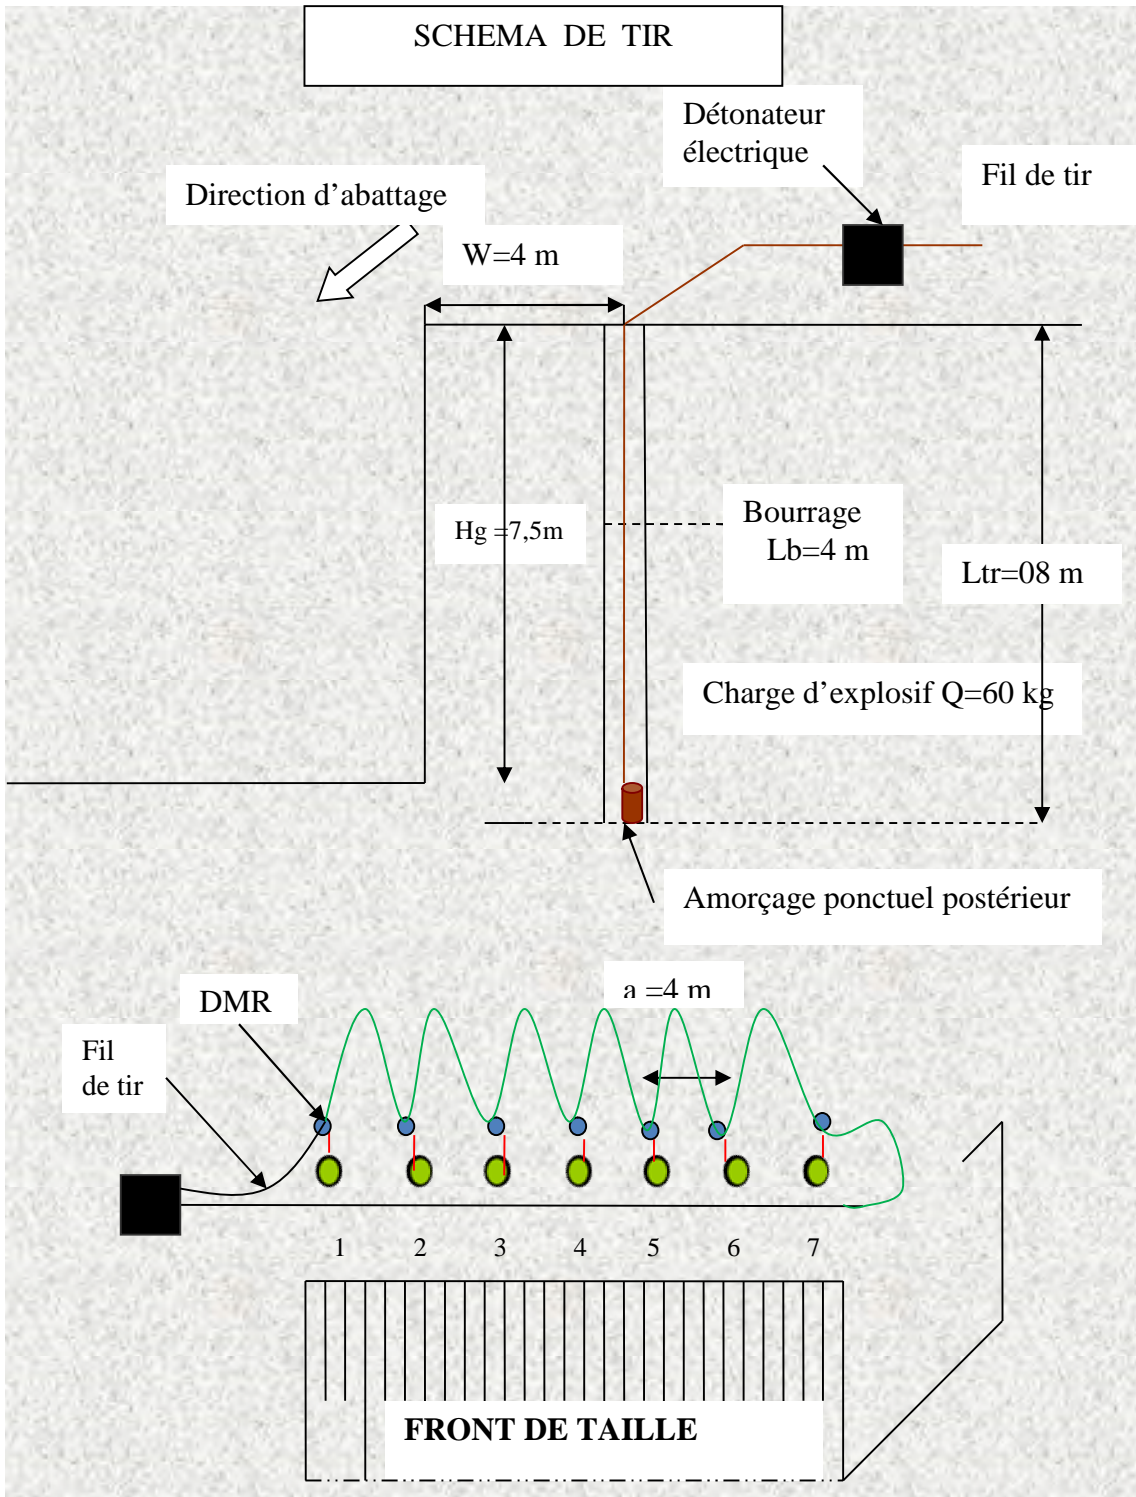 SCHEMA DE TIR
Détonateur
électrique
Fil de tir
Direction d’abattage
W=4 m
Hg =7,5m
Bourrage
Lb=4 m
Ltr=08 m
Charge d’explosif Q=60 kg
Amorçage ponctuel postérieur
a =4 m
DMR
Fil
de tir
1 2 3 4 5 6 7
FRONT DE TAILLE